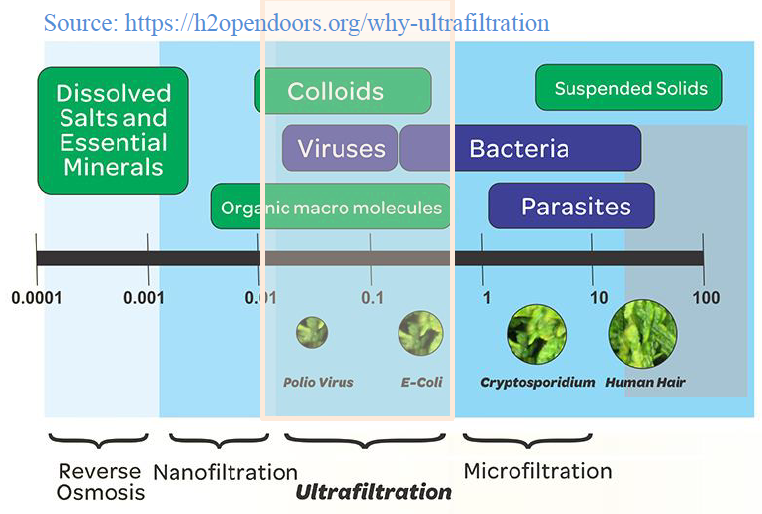 Source: https://h2opendoors.org/why-ultrafiltration
Dissolved
Salts and
Essential
Minerals
Colloids
Suspended Solids
Viruses
Bacteria
Organic macro molecules
Parasites
0.0001
0.001
0.01
0.1
1
10
100
Polio Virus
E-Coli
Cryptosporidium
Human Hair
Reverse
Osmosis
Nanofiltration
Ultrafiltration
Microfiltration